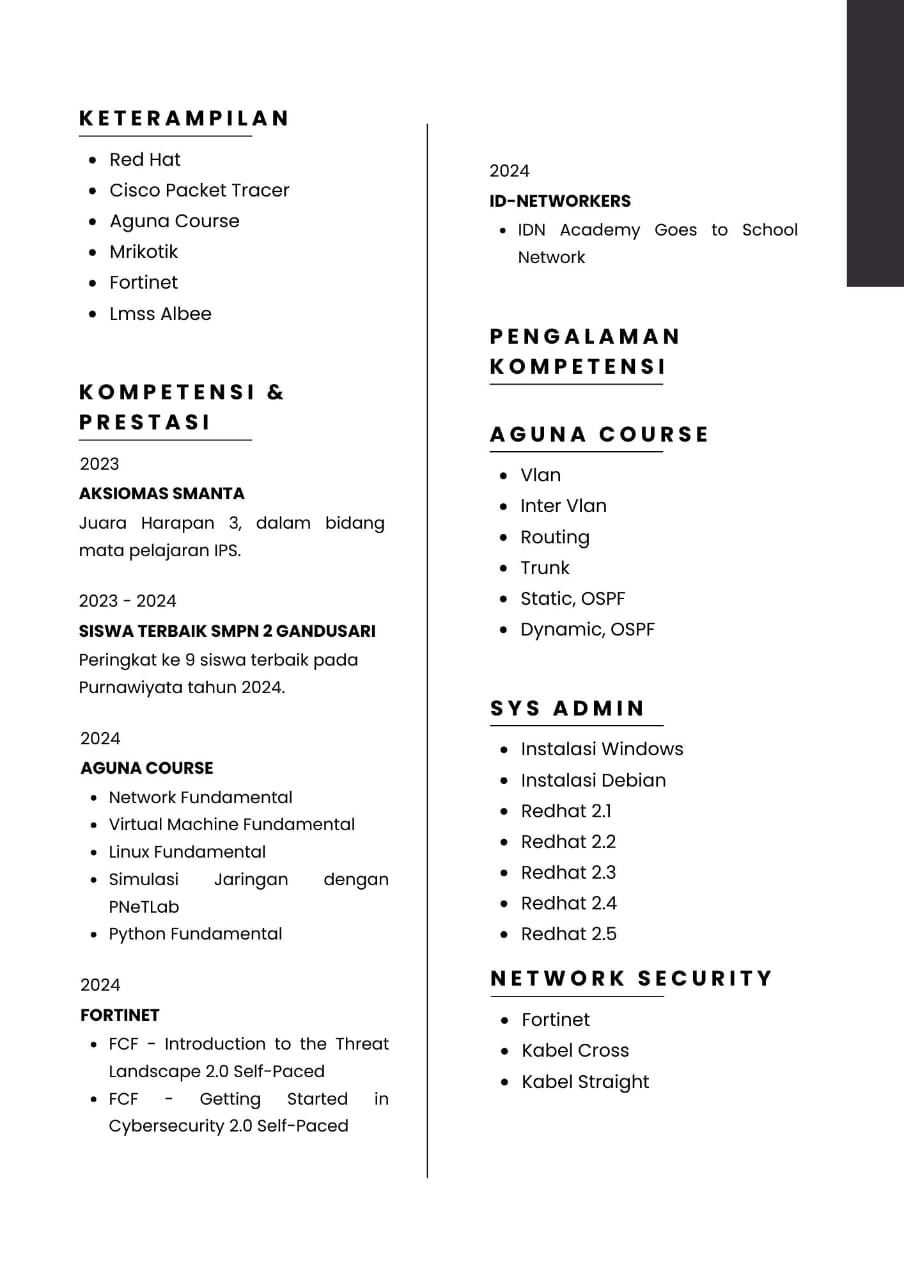 KETERAMPILAN
Red Hat
Cisco Packet Tracer
Aguna Course
Mrikotik
Fortinet
Lmss Albee
KOMPETENSI &
PRESTASI
2023
AKSIOMAS SMANTA
Juara Harapan 3, dalam bidang
mata pelajaran IPS.
2023 - 2024
SISWA TERBAIK SMPN 2 GANDUSARI
Peringkat ke 9 siswa terbaik pada
Purnawiyata tahun 2024.
2024
AGUNA COURSE
Network Fundamental
Virtual Machine Fundamental
Linux Fundamental
Simulasi Jaringan dengan
PNeTLab
Python Fundamental
2024
FORTINET
FCF - Introduction to the Threat
Landscape 2.0 Self-Paced
FCF - Getting Started in
Cybersecurity 2.0 Self-Paced
2024
ID-NETWORKERS
IDN Academy Goes to School
Network
PENGALAMAN
KOMPETENSI
AGUNA COURSE
Vlan
Inter Vlan
Routing
Trunk
Static, OSPF
Dynamic, OSPF
SYS ADMIN
Instalasi Windows
Instalasi Debian
Redhat 2.1
Redhat 2.2
Redhat 2.3
Redhat 2.4
Redhat 2.5
NETWORK SECURITY
Fortinet
Kabel Cross
Kabel Straight